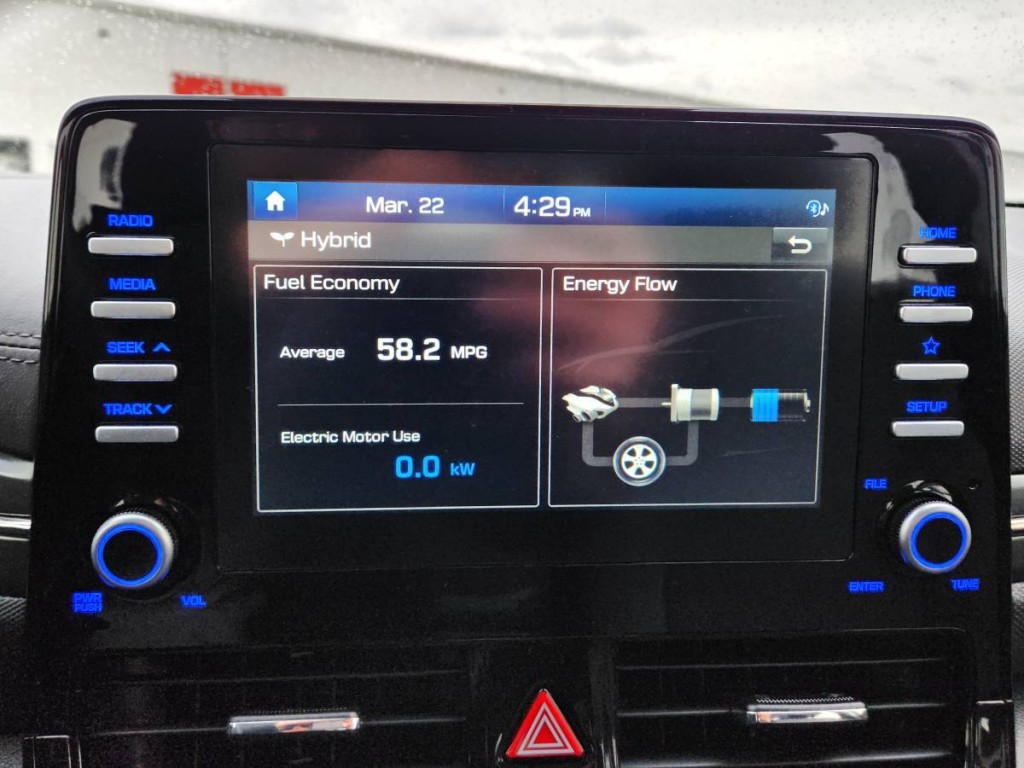 Mar. 22 4:29 PM
Hybrid
Fuel Economy
Average 58.2 MPG
Electric Motor Use
0.0 kW
Energy Flow
RADIO
MEDIA
SEEK
TRACK
PWR
PUSH
VOL
HOME
PHONE
SETUP
FILE
ENTER
TUNE